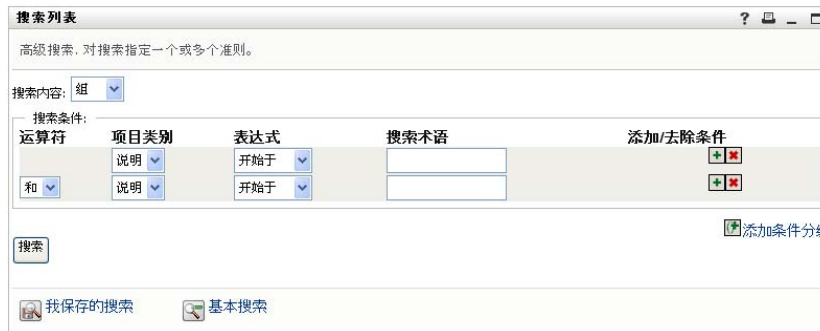 搜索列表
高级搜索. 对搜索指定一个或多个准则。
搜索内容: 组
搜索条件:
运算符 项目类别 表达式 搜索术语 添加/去除条件
说明 开始于
和 说明 开始于
添加条件分
搜索
我保存的搜索 基本搜索